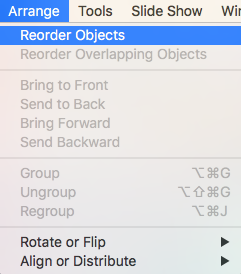 Arrange Tools Slide Show
Reorder Objects
Reorder Overlapping Objects
Bring to Front
Send to Back
Bring Forward
Send Backward
Group ⌥⌘G
Ungroup ⌥⇧⌘G
Regroup ⌥⌘J
Rotate or Flip ▶
Align or Distribute ▶